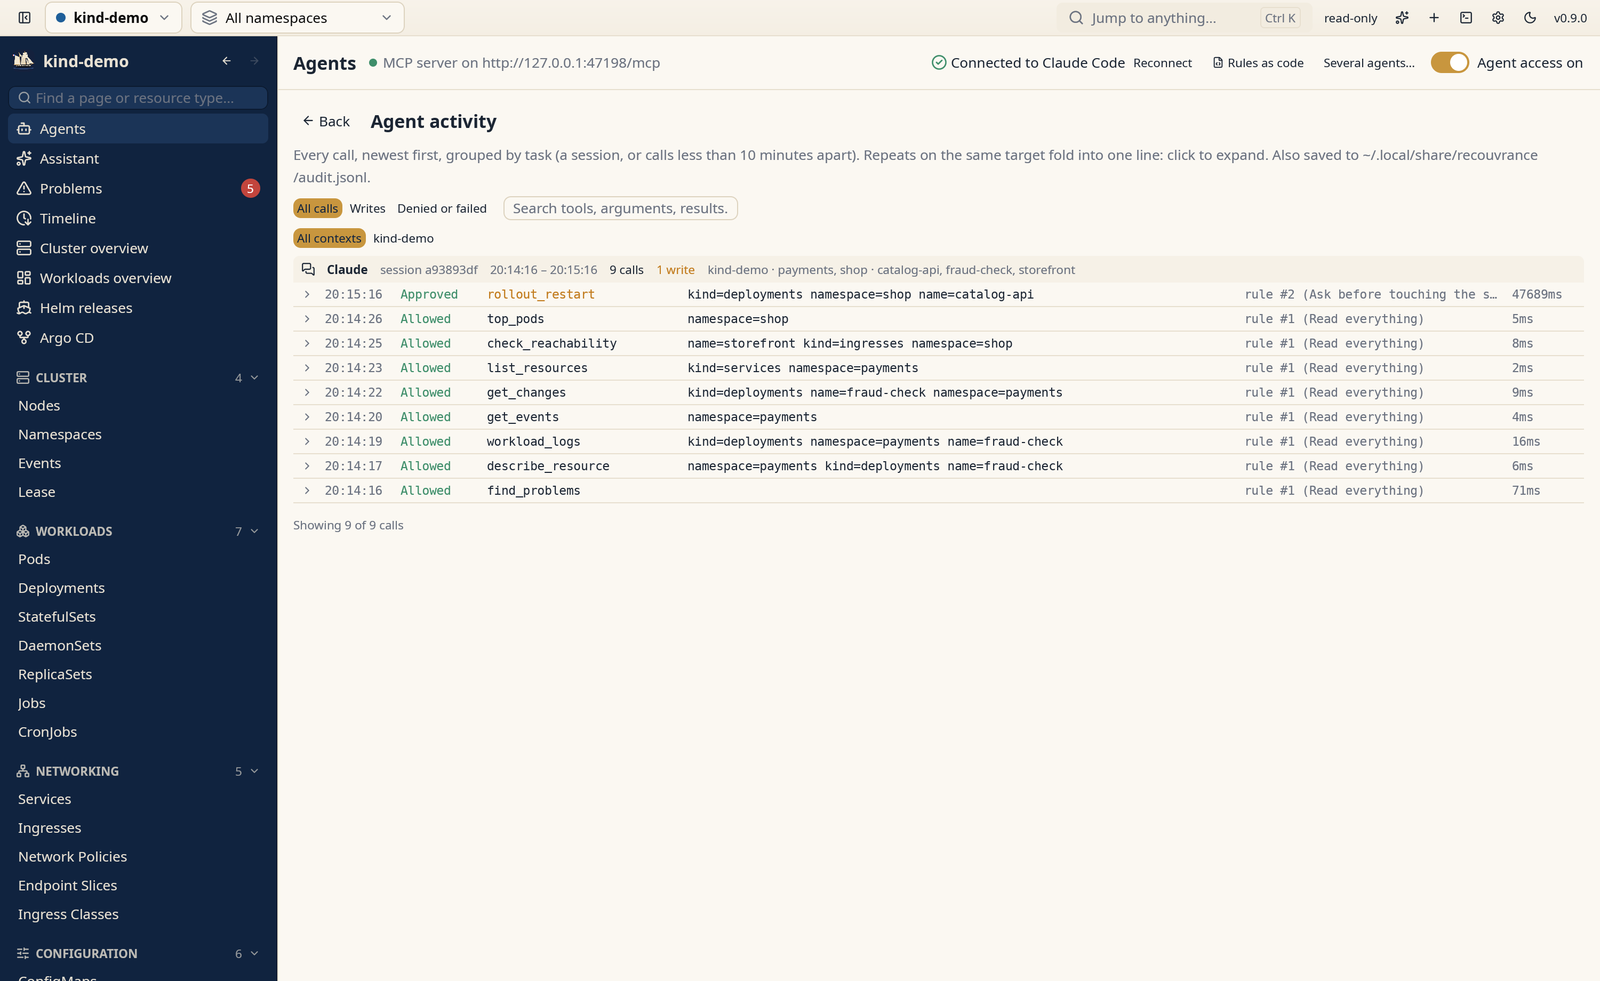 kind-demo
All namespaces
Jump to anything...
Ctrl K
read-only
v0.9.0
kind-demo
Find a page or resource type...
Agents
Assistant
Problems
5
Timeline
Cluster overview
Workloads overview
Helm releases
Argo CD
CLUSTER 4
Nodes
Namespaces
Events
Lease
WORKLOADS 7
Pods
Deployments
StatefulSets
DaemonSets
ReplicaSets
Jobs
CronJobs
NETWORKING 5
Services
Ingresses
Network Policies
Endpoint Slices
Ingress Classes
CONFIGURATION 6
ConfigMaps
Agents
MCP server on http://127.0.0.1:47198/mcp
Connected to Claude Code
Reconnect
Rules as code
Several agents...
Agent access on
Back
Agent activity
Every call, newest first, grouped by task (a session, or calls less than 10 minutes apart). Repeats on the same target fold into one line: click to expand. Also saved to ~/.local/share/recouvrance
/audit.jsonl.
All calls Writes Denied or failed
Search tools, arguments, results.
All contexts kind-demo
Claude session a93893df 20:14:16 – 20:15:16 9 calls 1 write kind-demo · payments, shop · catalog-api, fraud-check, storefront
20:15:16 Approved rollout_restart kind=deployments namespace=shop name=catalog-api rule #2 (Ask before touching the s… 47689ms
20:14:26 Allowed top_pods namespace=shop rule #1 (Read everything) 5ms
20:14:25 Allowed check_reachability name=storefront kind=ingresses namespace=shop rule #1 (Read everything) 8ms
20:14:23 Allowed list_resources kind=services namespace=payments rule #1 (Read everything) 2ms
20:14:22 Allowed get_changes kind=deployments name=fraud-check namespace=payments rule #1 (Read everything) 9ms
20:14:20 Allowed get_events namespace=payments rule #1 (Read everything) 4ms
20:14:19 Allowed workload_logs kind=deployments namespace=payments name=fraud-check rule #1 (Read everything) 16ms
20:14:17 Allowed describe_resource namespace=payments kind=deployments name=fraud-check rule #1 (Read everything) 6ms
20:14:16 Allowed find_problems rule #1 (Read everything) 71ms
Showing 9 of 9 calls